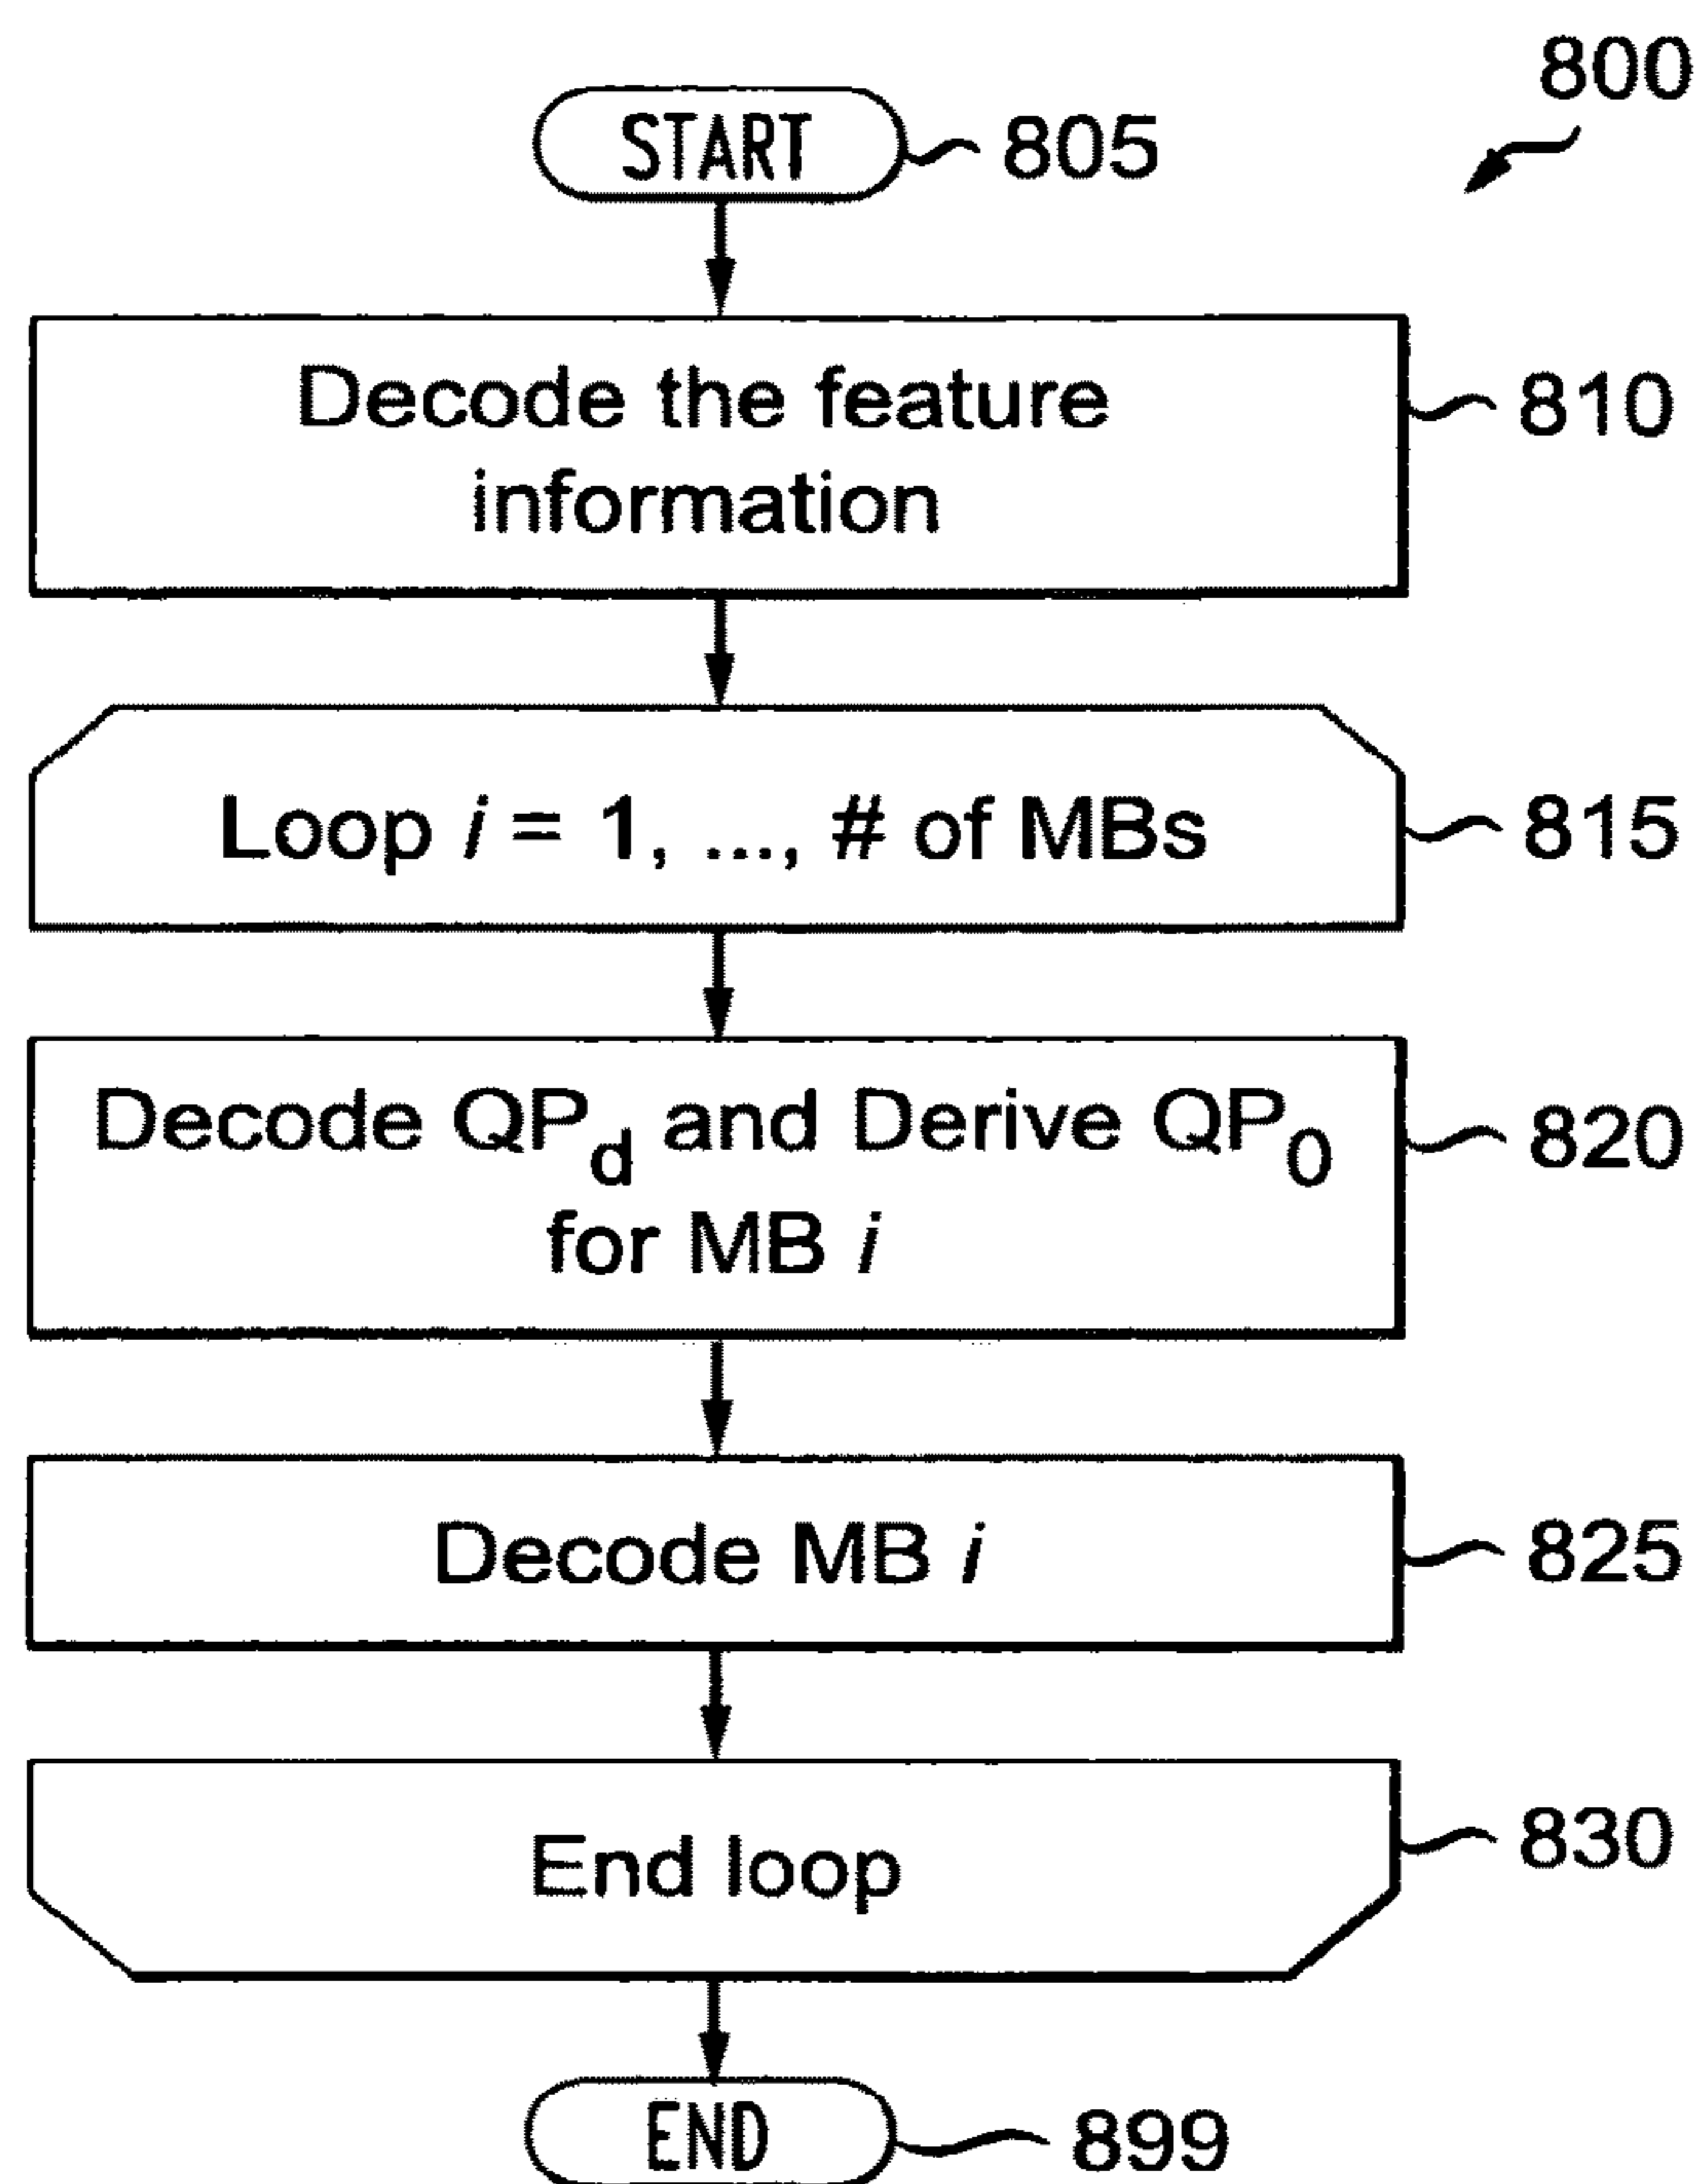 800
START
805
Decode the feature
information
810
Loop i = 1, ..., # of MBs
815
Decode QPd and Derive QP0
for MB i
820
Decode MB i
825
End loop
830
END
899